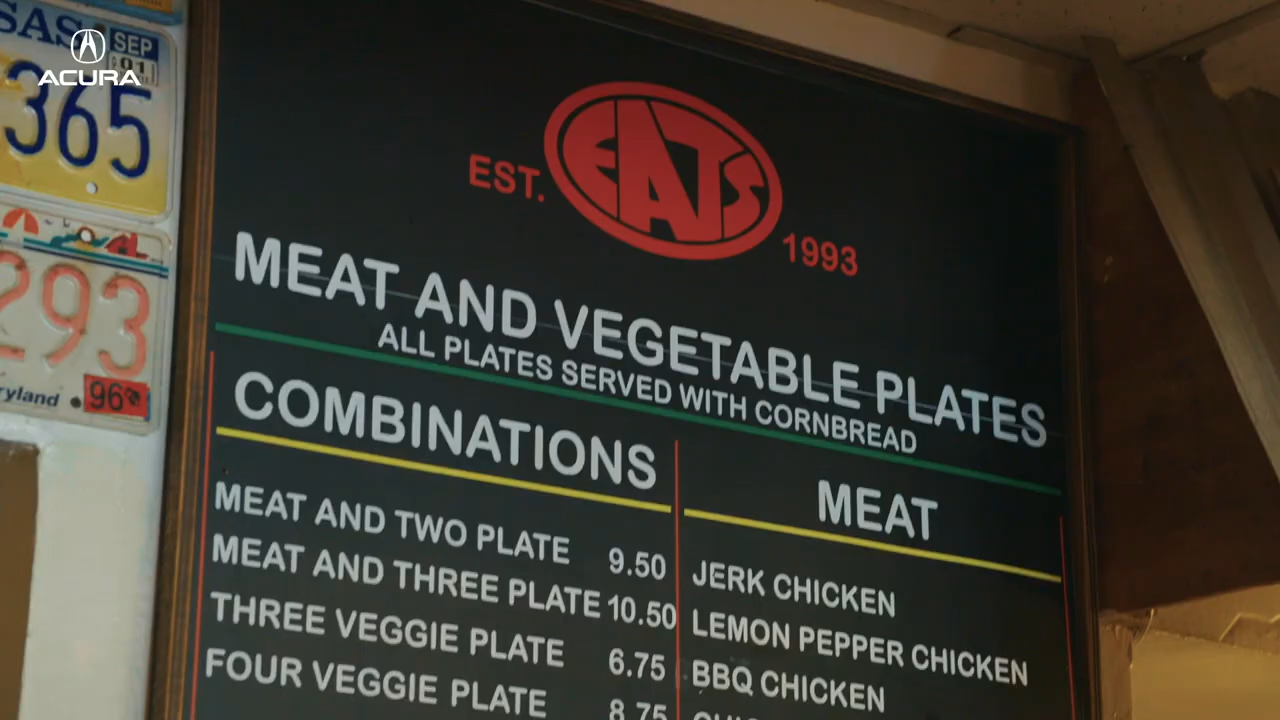 SAS
SEP
01
365
ACURA
293
ryland
96
EATS
EST.
1993
MEAT AND VEGETABLE PLATES
ALL PLATES SERVED WITH CORNBREAD
COMBINATIONS
MEAT AND TWO PLATE 9.50
MEAT AND THREE PLATE 10.50
THREE VEGGIE PLATE 6.75
FOUR VEGGIE PLATE 8.75
MEAT
JERK CHICKEN
LEMON PEPPER CHICKEN
BBQ CHICKEN